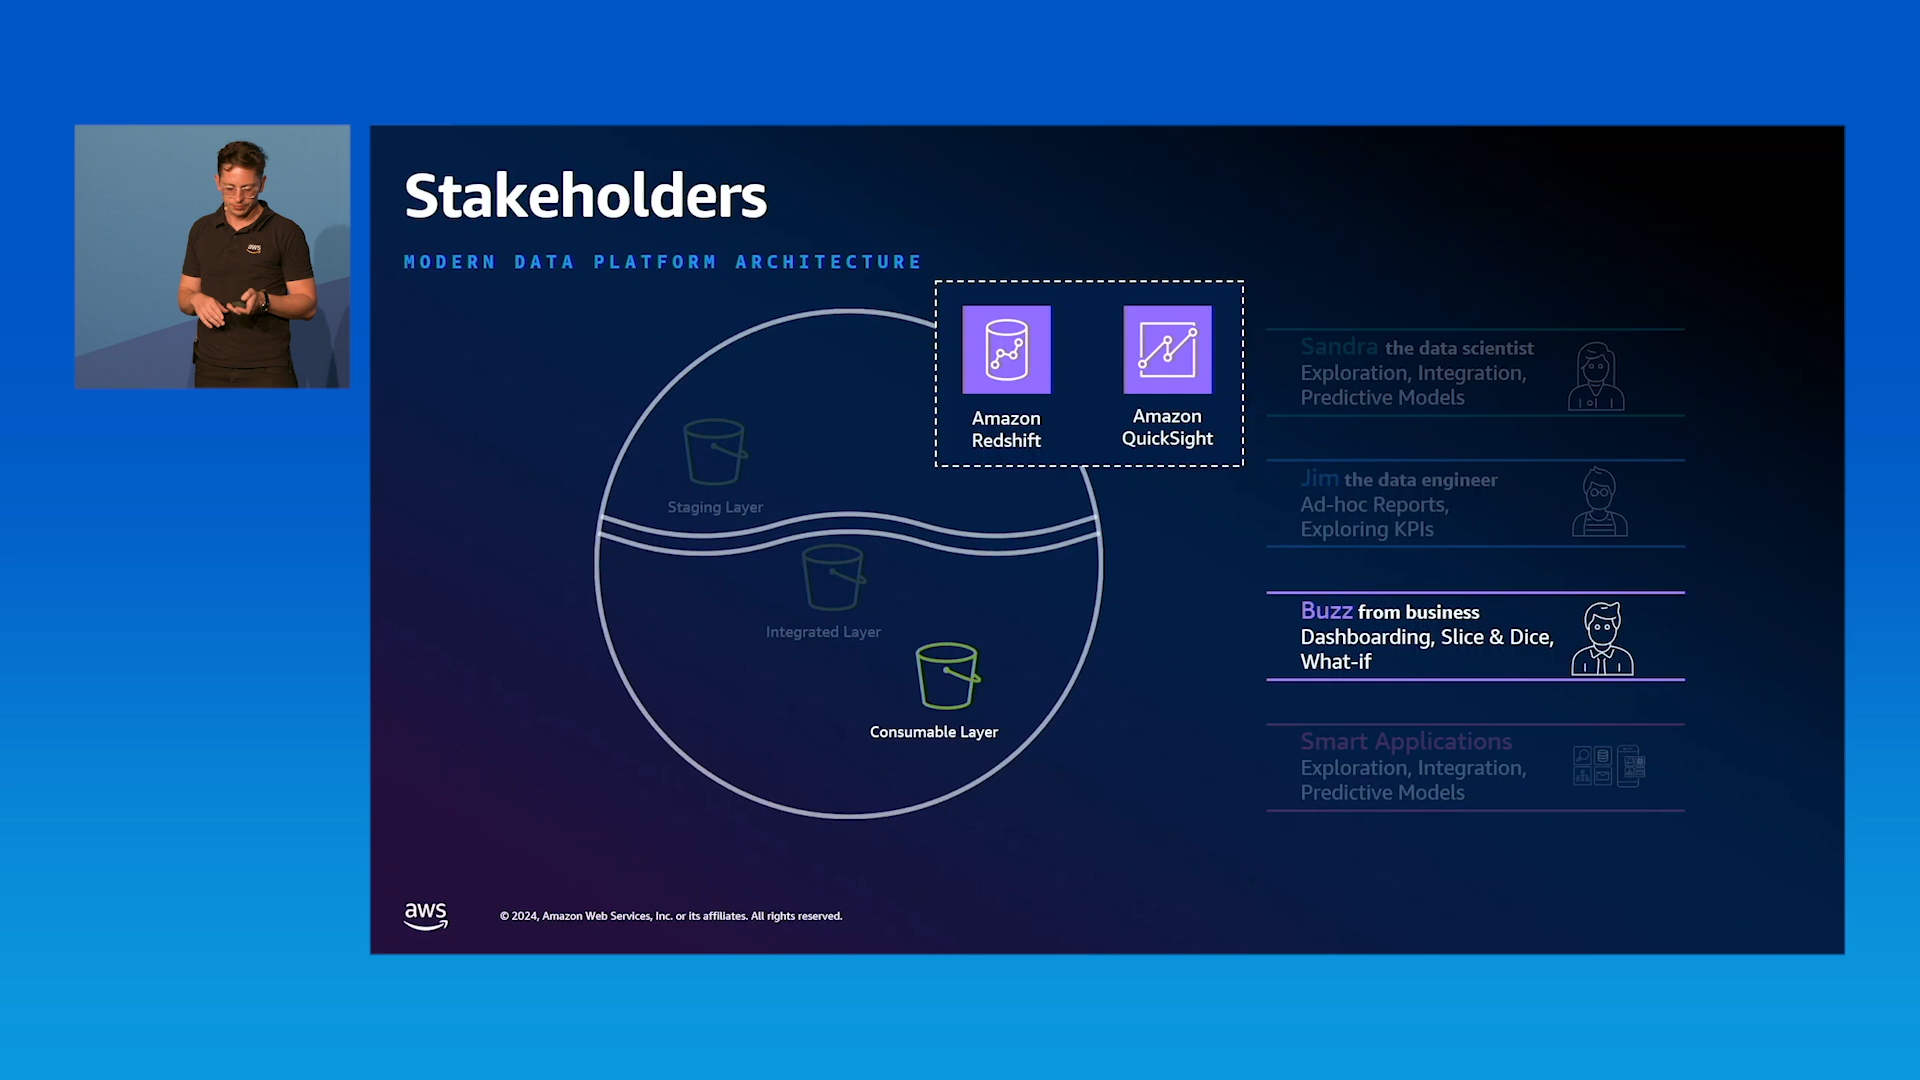 Stakeholders
MODERN DATA PLATFORM ARCHITECTURE
Amazon
Redshift
Amazon
QuickSight
Staging Layer
Integrated Layer
Consumable Layer
Sandra the data scientist
Exploration, Integration,
Predictive Models
Jim the data engineer
Ad-hoc Reports,
Exploring KPIs
Buzz from business
Dashboarding, Slice & Dice,
What-if
Smart Applications
Exploration, Integration,
Predictive Models
aws
© 2024, Amazon Web Services, Inc. or its affiliates. All rights reserved.
aws